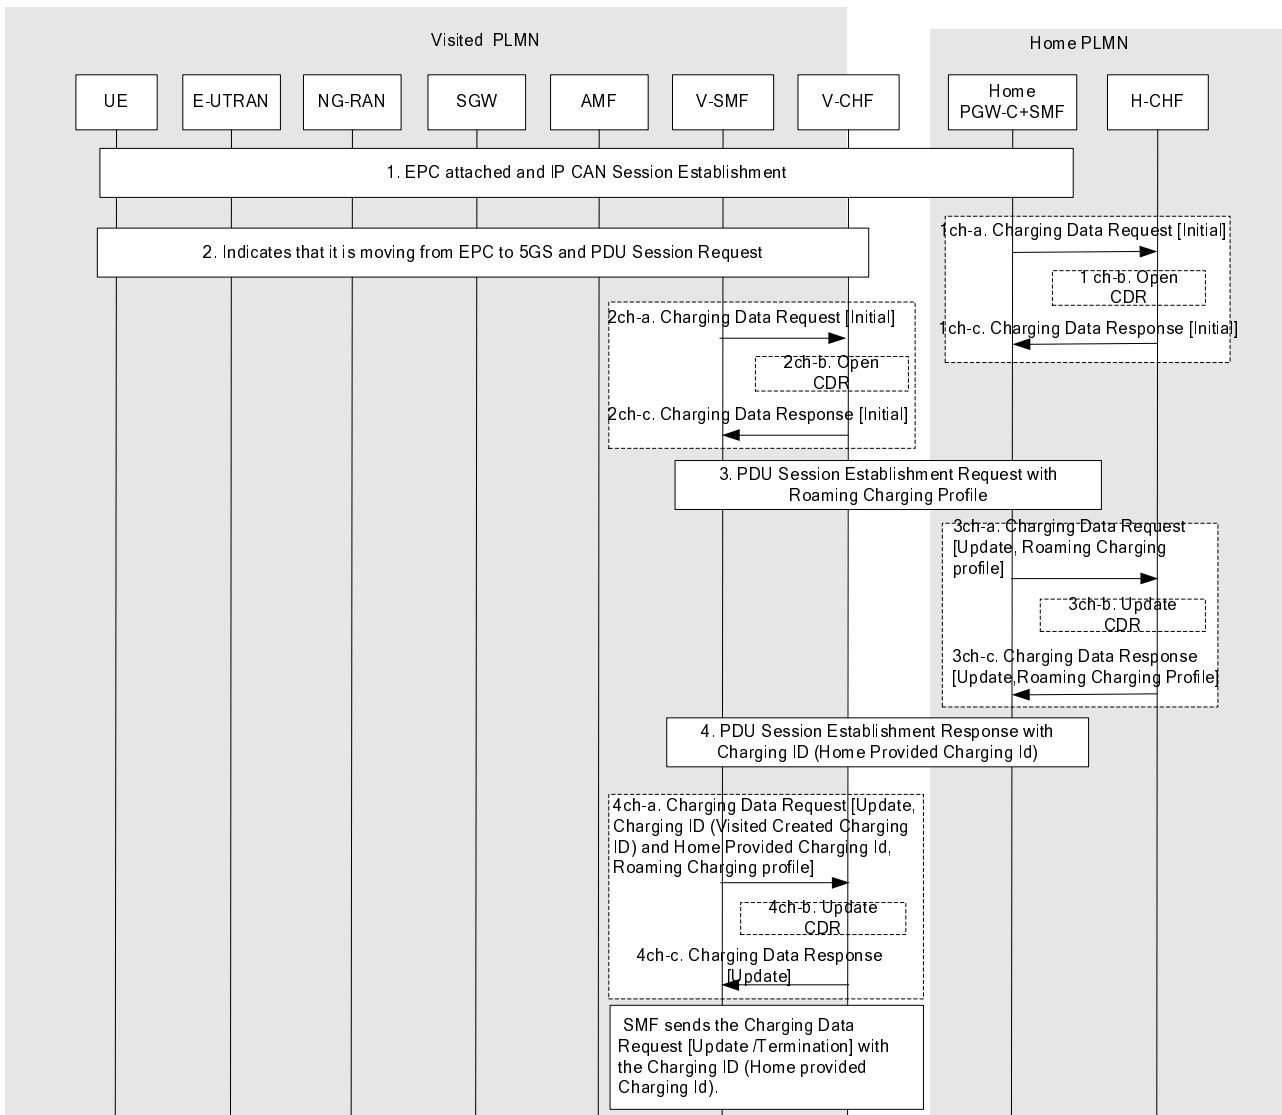 Visited PLMN
Home PLMN
UE
E-UTRAN
NG-RAN
SGW
AMF
V-SMF
V-CHF
Home
PGW-C+SMF
H-CHF
1. EPC attached and IP CAN Session Establishment
1ch-a. Charging Data Request [Initial]
2. Indicates that it is moving from EPC to 5GS and PDU Session Request
1 ch-b. Open
CDR
1ch-c. Charging Data Response [Initial]
2ch-a. Charging Data Request [Initial]
2ch-b. Open
CDR
2ch-c. Charging Data Response [Initial]
3. PDU Session Establishment Request with
Roaming Charging Profile
3ch-a. Charging Data Request
[Update, Roaming Charging
profile]
3ch-b. Update
CDR
3ch-c. Charging Data Response
[Update,Roaming Charging Profile]
4. PDU Session Establishment Response with
Charging ID (Home Provided Charging Id)
4ch-a. Charging Data Request [Update,
Charging ID (Visited Created Charging
ID) and Home Provided Charging Id,
Roaming Charging profile]
4ch-b. Update
CDR
4ch-c. Charging Data Response
[Update]
SMF sends the Charging Data
Request [Update /Termination] with
the Charging ID (Home provided
Charging Id).